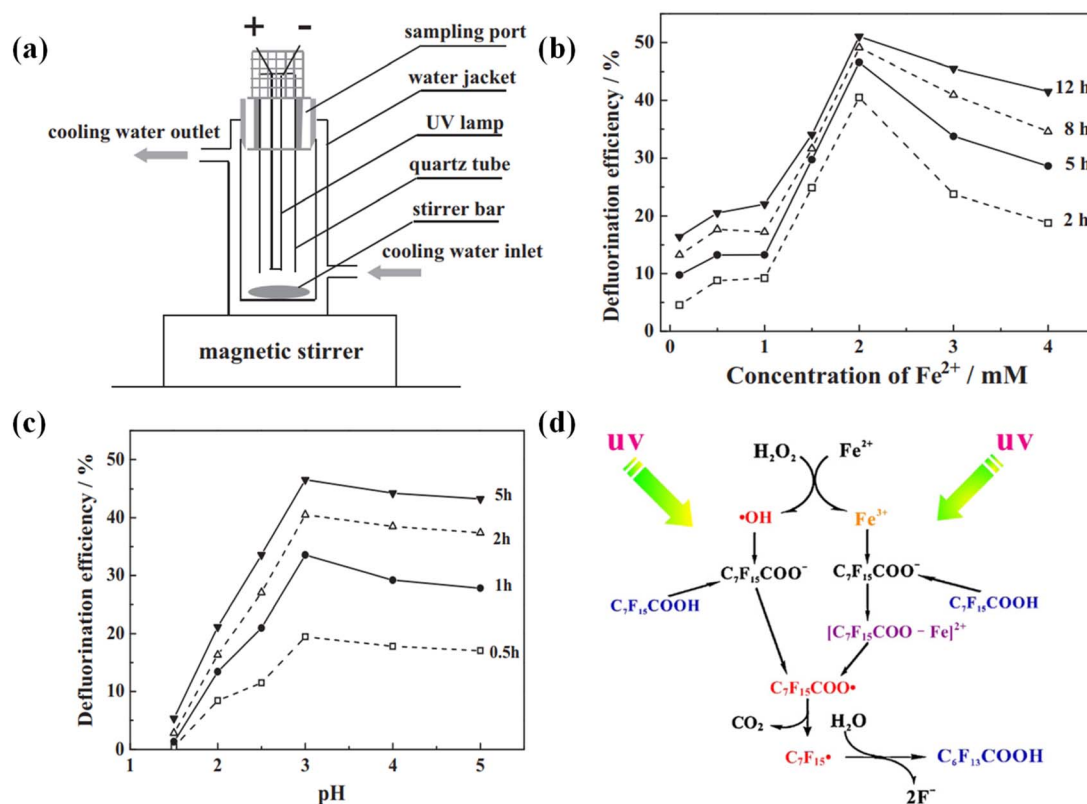 (a)
+ -
sampling port
water jacket
cooling water outlet
UV lamp
quartz tube
stirrer bar
cooling water inlet
magnetic stirrer
(b)
Defluorination efficiency / %
50
40
30
20
10
0
0 1 2 3 4
Concentration of Fe²⁺ / mM
12 h
8 h
5 h
2 h
(c)
Defluorination efficiency / %
50
40
30
20
10
0
1 2 3 4 5
pH
5h
2h
1h
0.5h
(d)
uv uv
H₂O₂ Fe²⁺
•OH Fe³⁺
C₇F₁₅COO⁻ C₇F₁₅COO⁻
C₇F₁₅COOH C₇F₁₅COOH
[C₇F₁₅COO − Fe]²⁺
C₇F₁₅COO•
CO₂ H₂O
C₇F₁₅• C₆F₁₃COOH
2F⁻